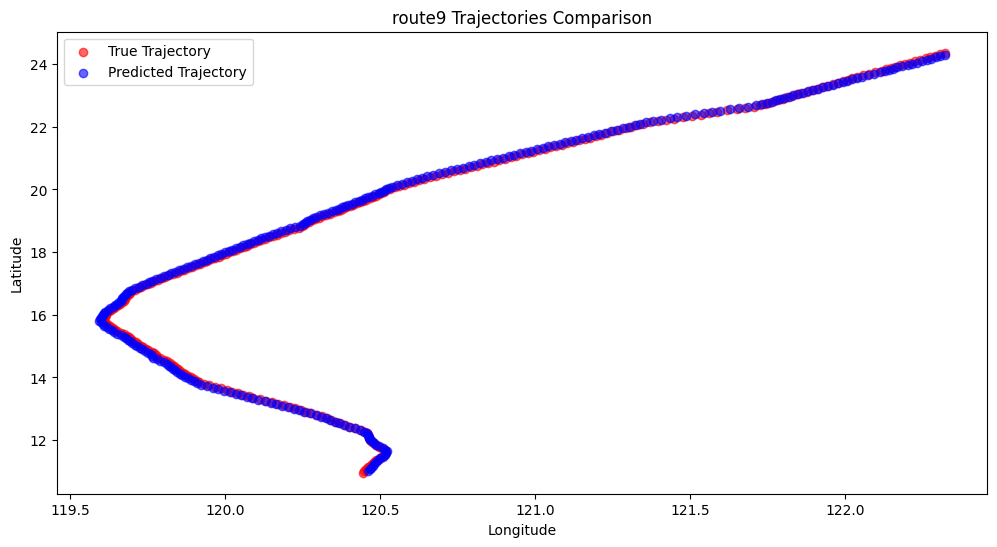 route9 Trajectories Comparison
True Trajectory
Predicted Trajectory
Latitude
24
22
20
18
16
14
12
119.5 120.0 120.5 121.0 121.5 122.0
Longitude